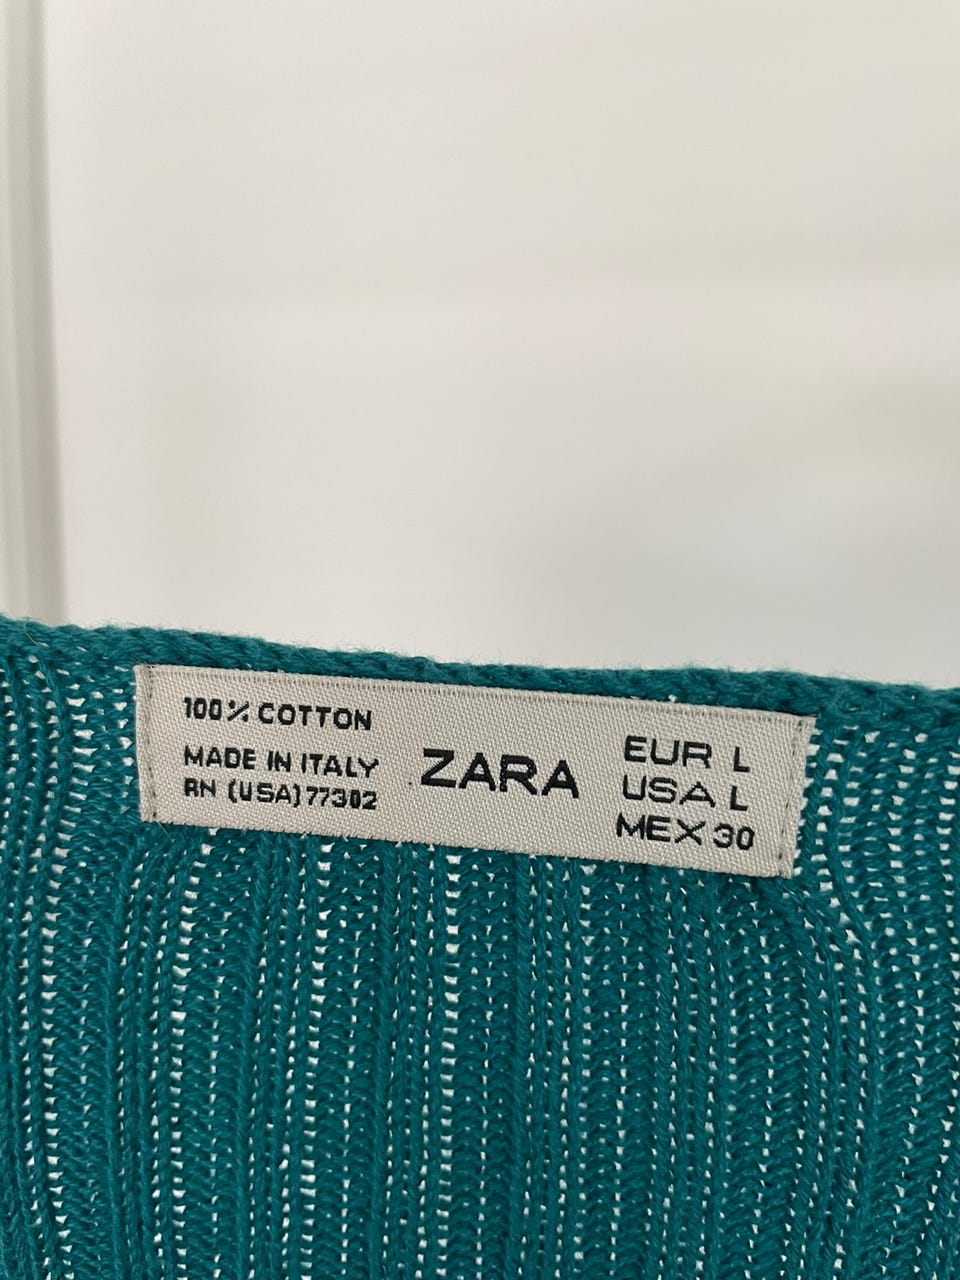 100% COTTON
MADE IN ITALY
RN (USA) 77302
ZARA
EUR L
USA L
MEX 30